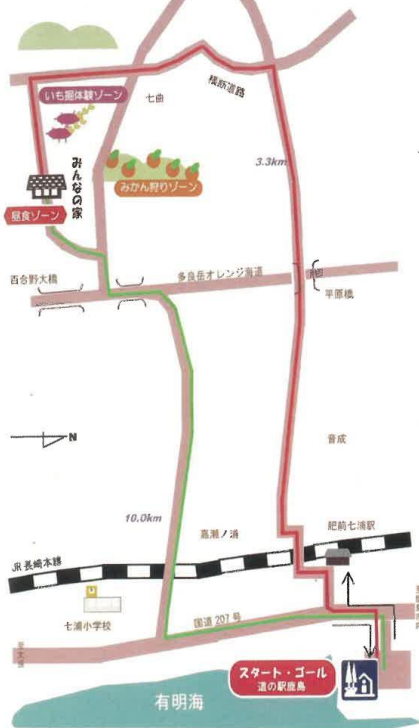 横断道路
いも掘体験ゾーン
七曲
3.3km
みんなの家
みかん狩りゾーン
昼食ゾーン
百合野大橋
多良岳オレンジ海道
平原橋
N
音成
10.0km
嘉瀬ノ浦
肥前七浦駅
JR長崎本線
七浦小学校
国道207号
スタート・ゴール
道の駅鹿島
有明海